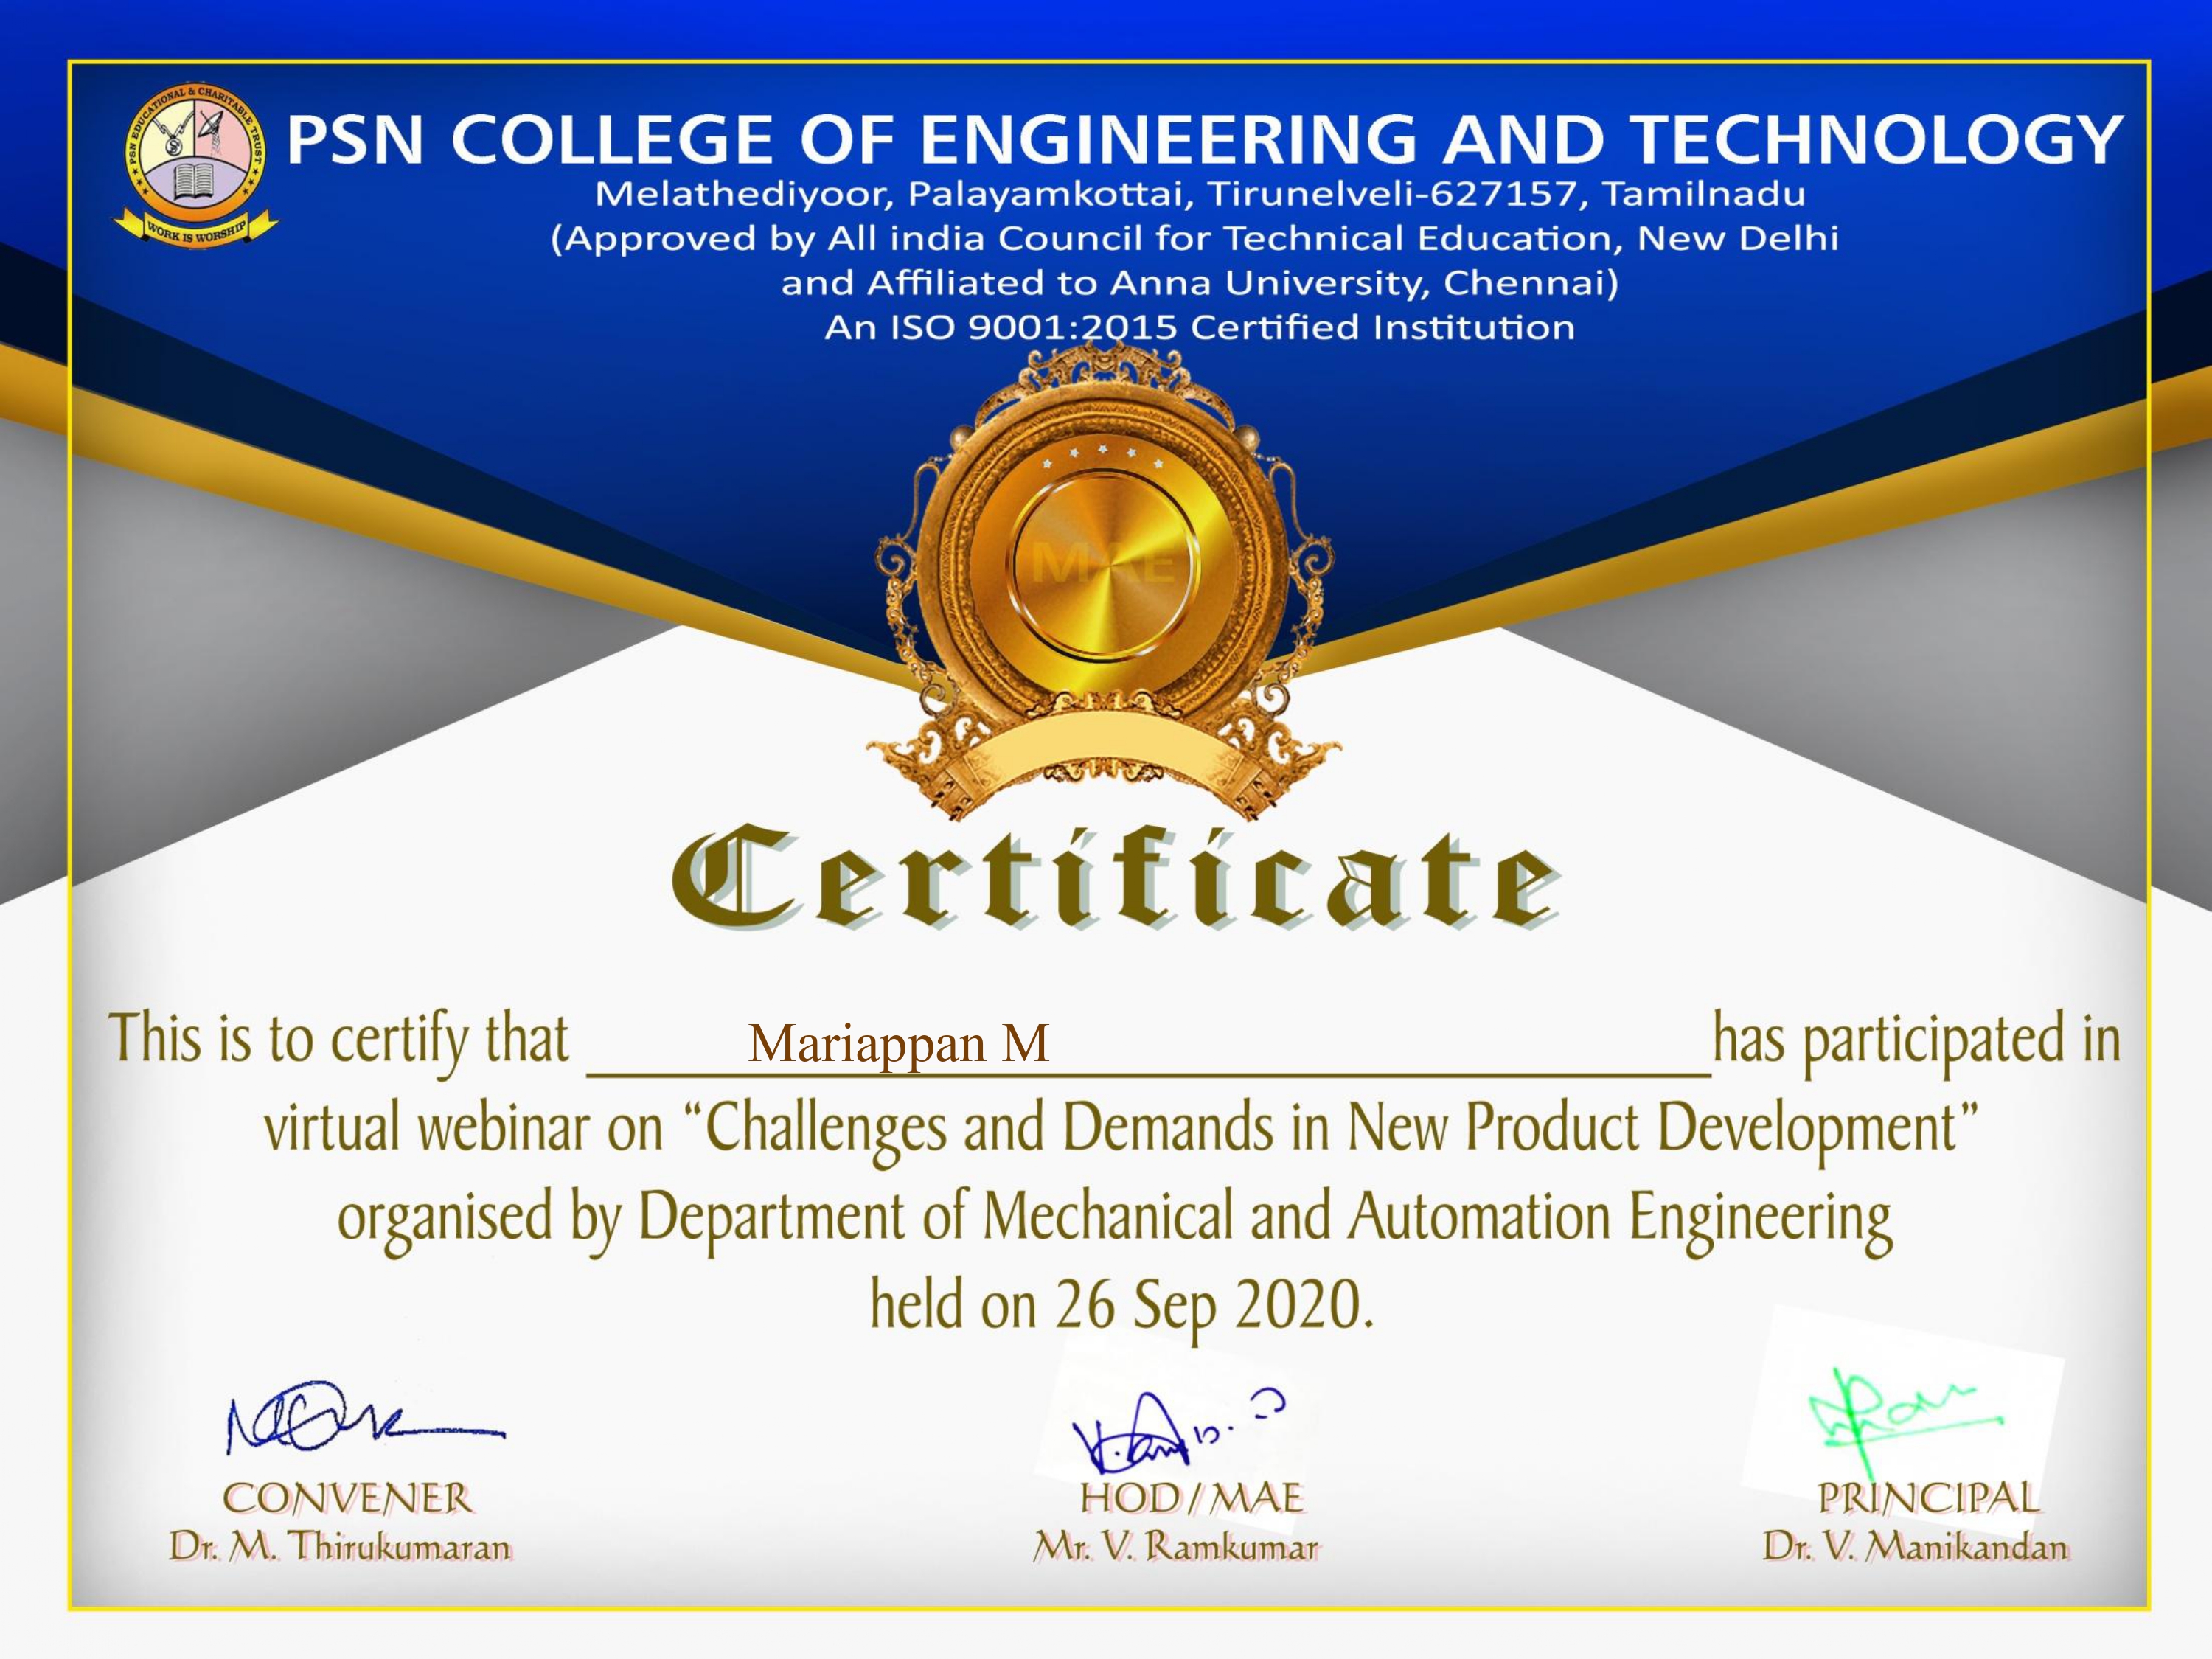 PSN EDUCATIONAL & CHARITABLE TRUST
WORK IS WORSHIP
PSN COLLEGE OF ENGINEERING AND TECHNOLOGY
Melathediyoor, Palayamkottai, Tirunelveli-627157, Tamilnadu
(Approved by All india Council for Technical Education, New Delhi
and Affiliated to Anna University, Chennai)
An ISO 9001:2015 Certified Institution
MAE
Certificate
This is to certify that Mariappan M has participated in
virtual webinar on “Challenges and Demands in New Product Development”
organised by Department of Mechanical and Automation Engineering
held on 26 Sep 2020.
CONVENER
Dr. M. Thirukumaran
HOD/MAE
Mr. V. Ramkumar
PRINCIPAL
Dr. V. Manikandan